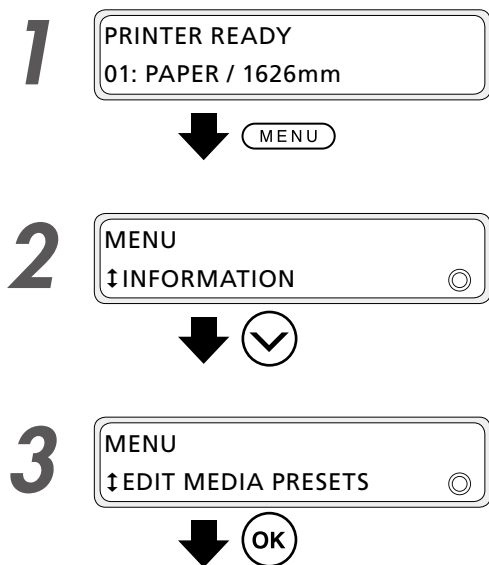 1
PRINTER READY
01: PAPER / 1626mm
MENU
2
MENU
↕INFORMATION
3
MENU
↕EDIT MEDIA PRESETS
OK